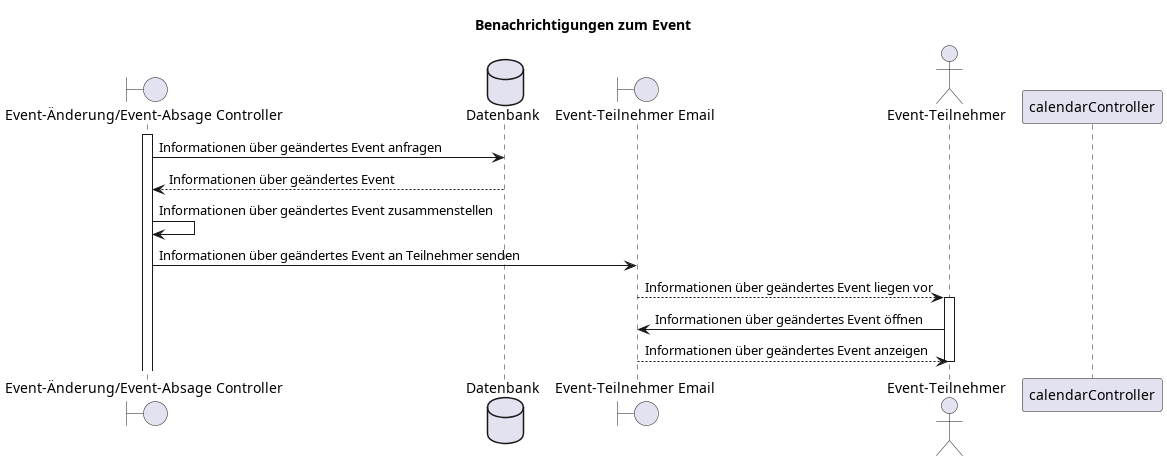 Benachrichtigungen zum Event
Event-Änderung/Event-Absage Controller
Datenbank
Event-Teilnehmer Email
Event-Teilnehmer
calendarController
Informationen über geändertes Event anfragen
Informationen über geändertes Event
Informationen über geändertes Event zusammenstellen
Informationen über geändertes Event an Teilnehmer senden
Informationen über geändertes Event liegen vor
Informationen über geändertes Event öffnen
Informationen über geändertes Event anzeigen
Event-Änderung/Event-Absage Controller
Datenbank
Event-Teilnehmer Email
Event-Teilnehmer
calendarController